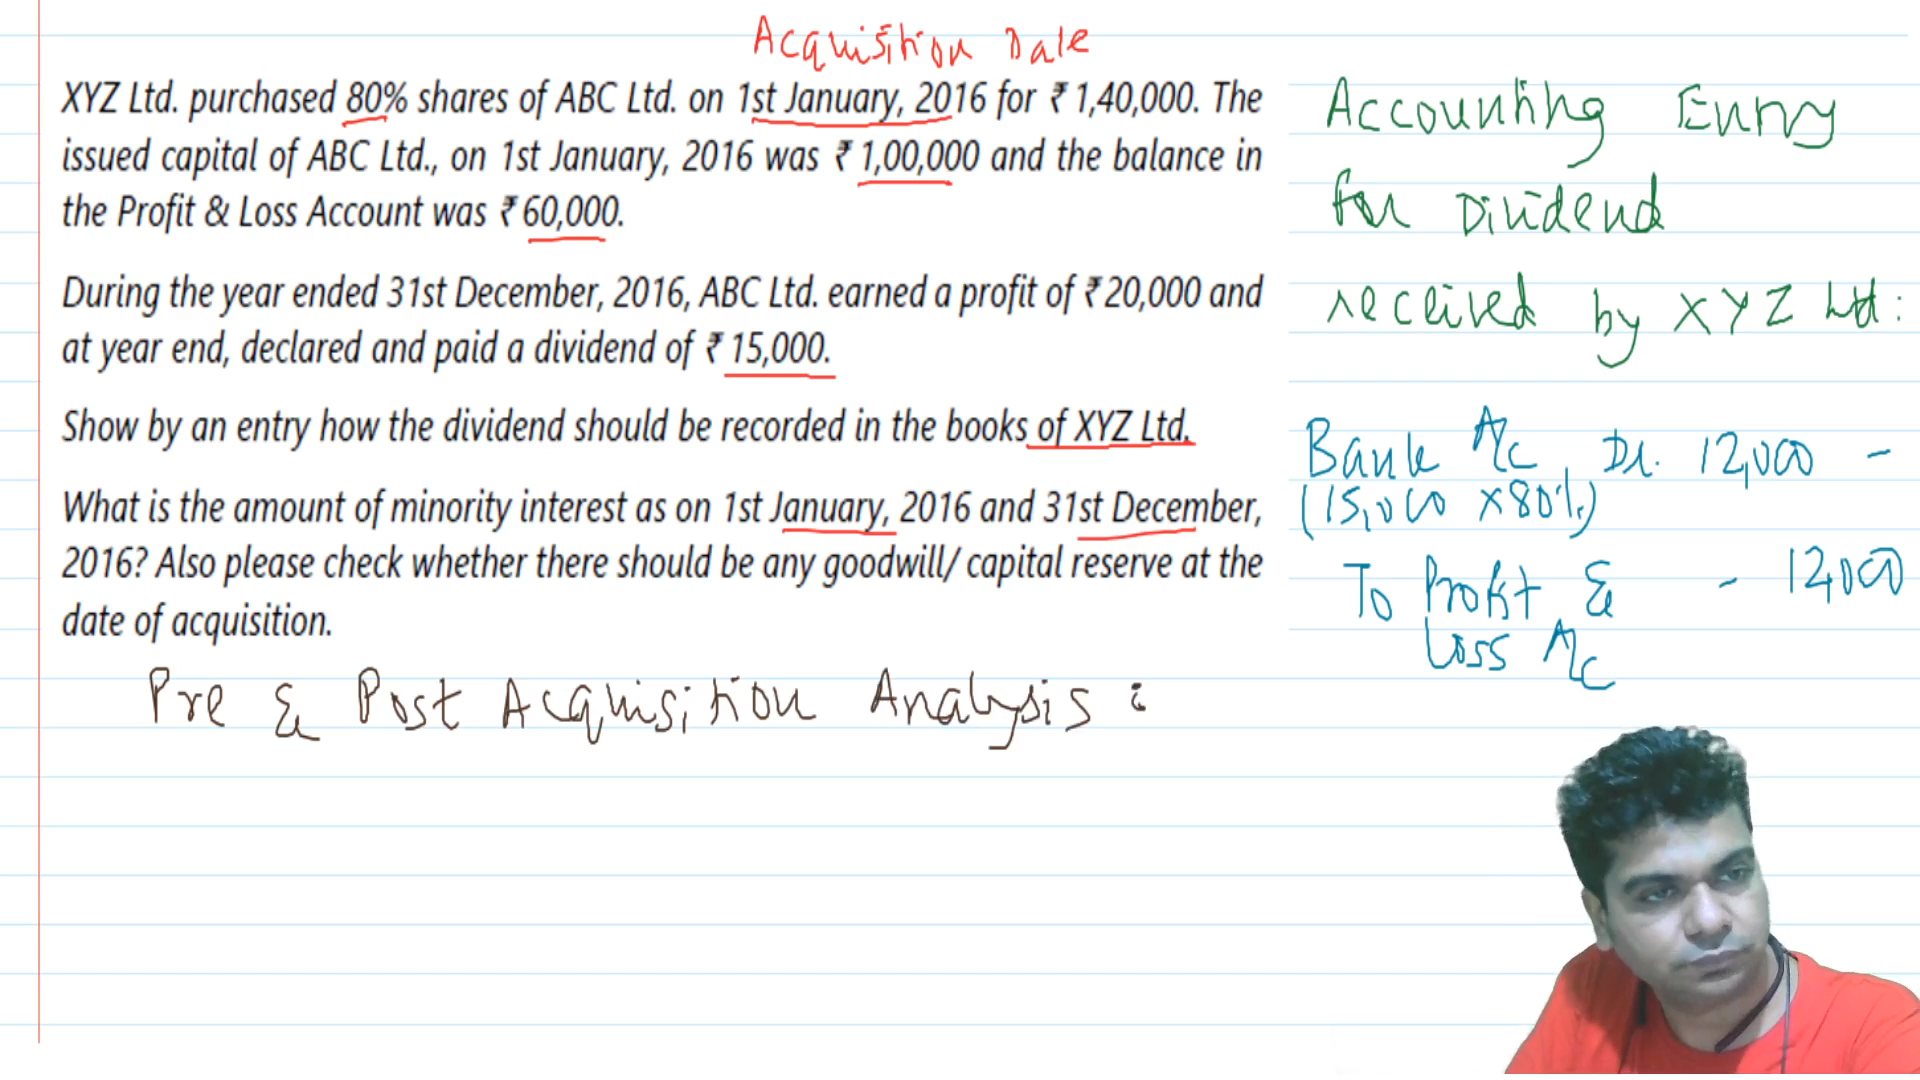 Acquisition Date
XYZ Ltd. purchased 80% shares of ABC Ltd. on 1st January, 2016 for ₹ 1,40,000. The
issued capital of ABC Ltd., on 1st January, 2016 was ₹ 1,00,000 and the balance in
the Profit & Loss Account was ₹ 60,000.
During the year ended 31st December, 2016, ABC Ltd. earned a profit of ₹ 20,000 and
at year end, declared and paid a dividend of ₹ 15,000.
Show by an entry how the dividend should be recorded in the books of XYZ Ltd.
What is the amount of minority interest as on 1st January, 2016 and 31st December,
2016? Also please check whether there should be any goodwill/ capital reserve at the
date of acquisition.
Pre & Post Acquisition Analysis :
Accounting Entry
for Dividend
received by XYZ Ltd :
Bank A/c Dr. 12,000 -
(15,000 x80%)
To Profit & - 12,000
Loss A/c